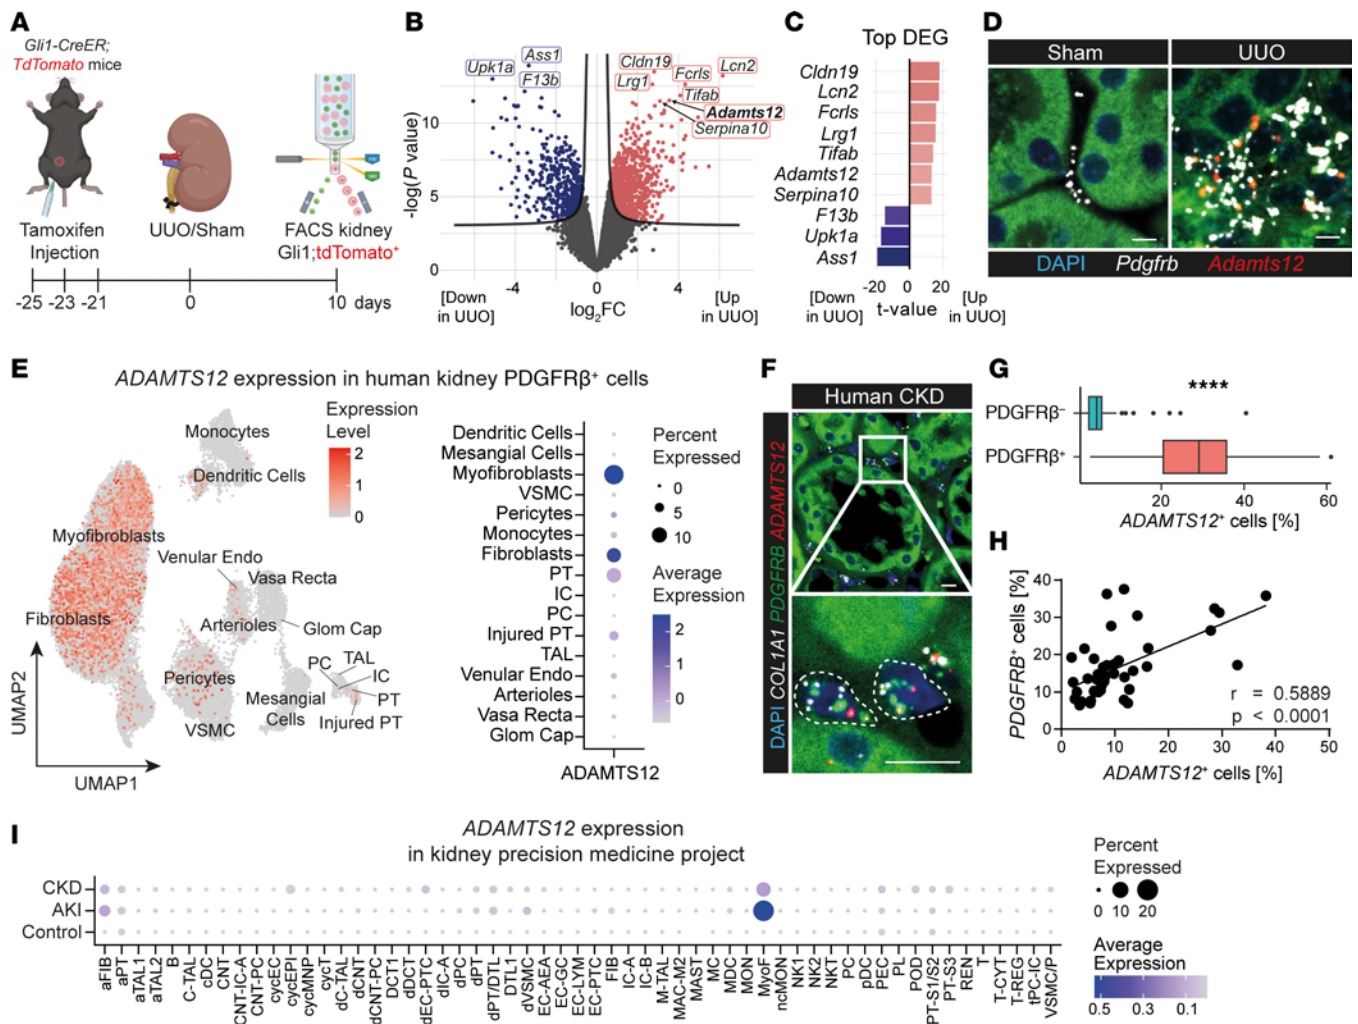 A
Gli1-CreER;
TdTomato mice
Tamoxifen
Injection
UUO/Sham
FACS kidney
Gli1;tdTomato+
-25
-23
-21
0
10
days
B
-log(P value)
10
5
0
Upk1a
Ass1
F13b
Cldn19
Lrg1
Fcrls
Lcn2
Tifab
Adamts12
Serpina10
-4
0
4
[Down
in UUO]
log2FC
[Up
in UUO]
C
Top DEG
Cldn19
Lcn2
Fcrls
Lrg1
Tifab
Adamts12
Serpina10
F13b
Upk1a
Ass1
-20
0
20
[Down
in UUO]
t-value
[Up
in UUO]
D
Sham
UUO
DAPI
Pdgfrb
Adamts12
E
ADAMTS12 expression in human kidney PDGFRβ+ cells
Expression
Level
2
1
0
Monocytes
Dendritic Cells
Myofibroblasts
Venular Endo
Vasa Recta
Fibroblasts
Arterioles
Glom Cap
Pericytes
PC
TAL
IC
Mesangial
Cells
PT
VSMC
Injured PT
UMAP2
UMAP1
Dendritic Cells
Mesangial Cells
Myofibroblasts
VSMC
Pericytes
Monocytes
Fibroblasts
PT
IC
PC
Injured PT
TAL
Venular Endo
Arterioles
Vasa Recta
Glom Cap
ADAMTS12
Percent
Expressed
0
5
10
Average
Expression
2
1
0
F
Human CKD
DAPI COL1A1 PDGFRB ADAMTS12
G
****
PDGFRβ−
PDGFRβ+
20
40
60
ADAMTS12+ cells [%]
H
PDGFRB+ cells [%]
40
30
20
10
0
r = 0.5889
p < 0.0001
0
10
20
30
40
50
ADAMTS12+ cells [%]
I
ADAMTS12 expression
in kidney precision medicine project
CKD
AKI
Control
aFIB
aPT
aTAL1
aTAL2
B
C-TAL
cDC
CNT
CNT-IC-A
CNT-PC
cycEC
cycEPI
cycMNP
cycT
dC-TAL
dCNT
dCNT-PC
DCT1
dDCT
dEC-PTC
dIC-A
dPC
dPT
dPT/DTL
DTL1
dVSMC
EC-AEA
EC-GC
EC-LYM
EC-PTC
FIB
IC-A
IC-B
M-TAL
MAC-M2
MAST
MC
MDC
MON
MyoF
ncMON
NK1
NK2
NKT
PC
pDC
PEC
PL
POD
PT-S1/S2
PT-S3
REN
T
T-CYT
T-REG
tPC-IC
VSMC/P
Percent
Expressed
0
10
20
Average
Expression
0.5
0.3
0.1